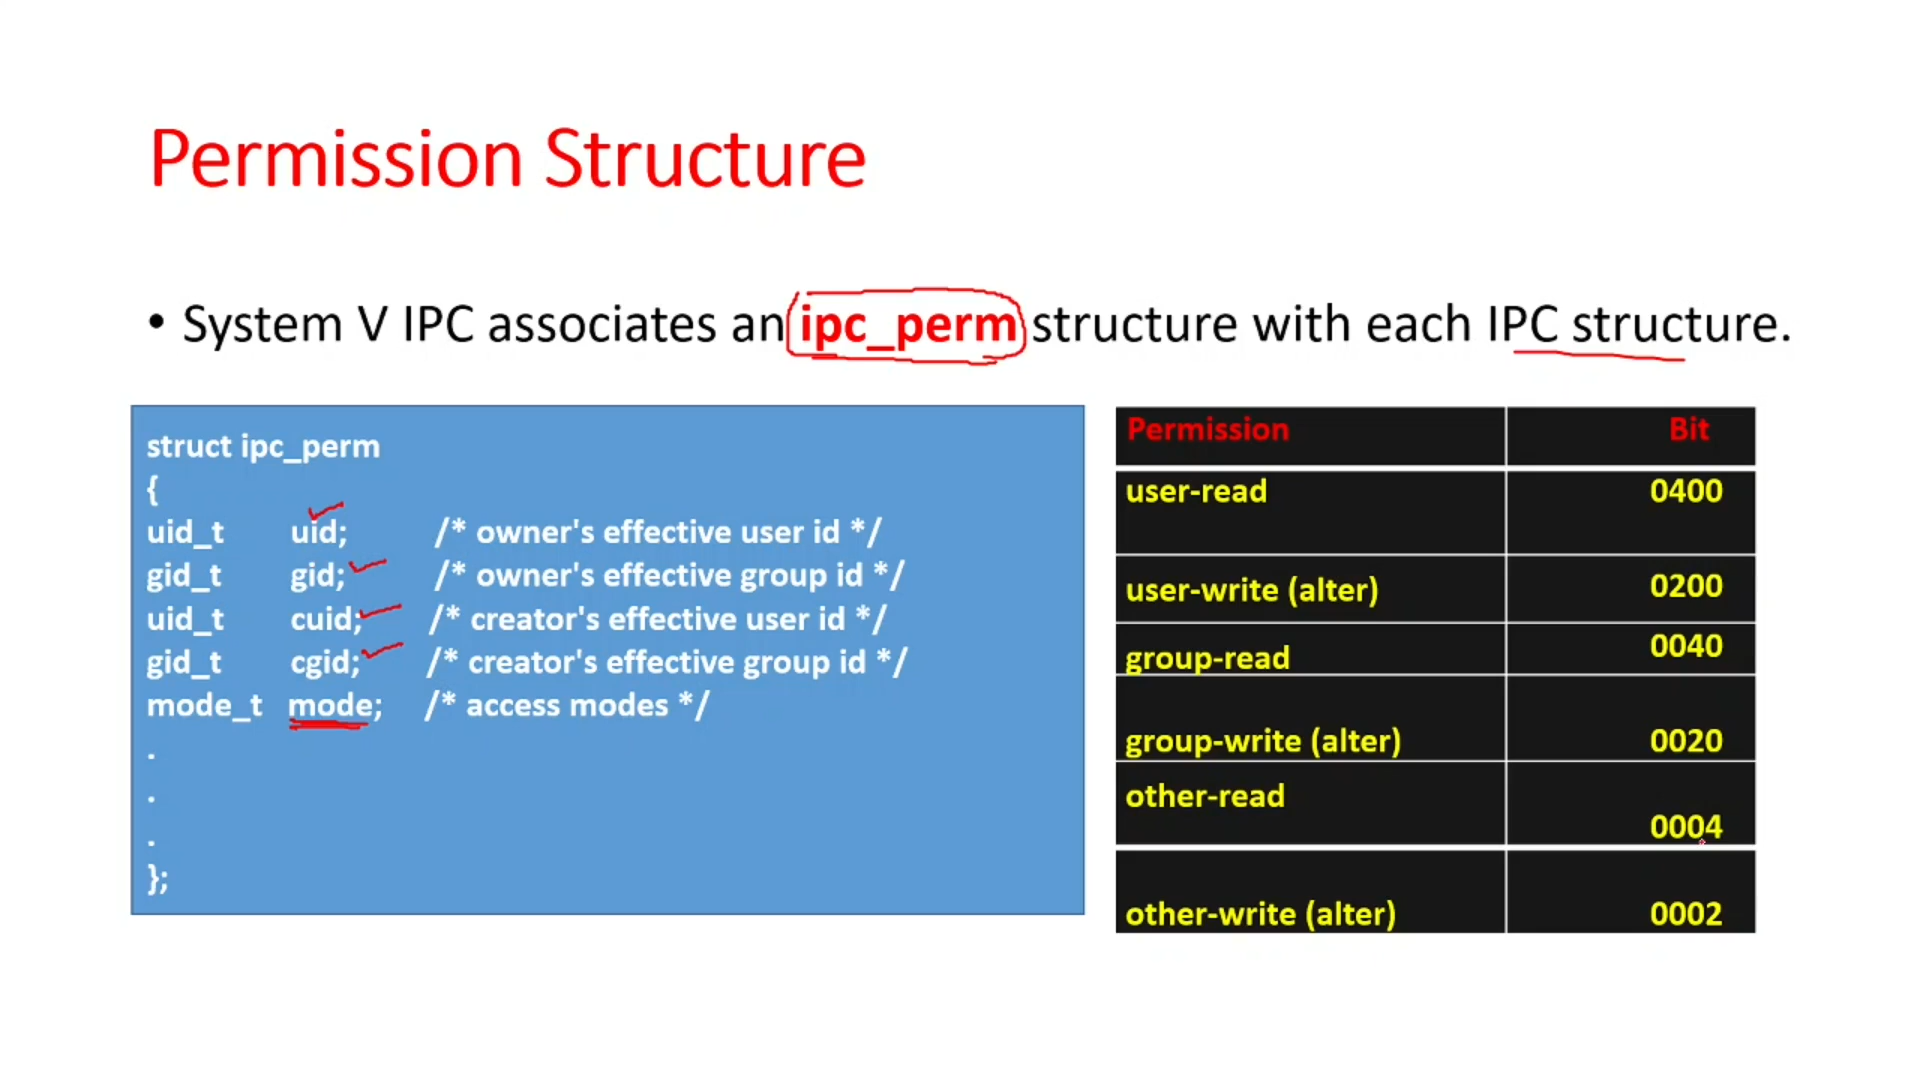 Permission Structure
• System V IPC associates an ipc_perm structure with each IPC structure.
struct ipc_perm
{
uid_t uid; /* owner's effective user id */
gid_t gid; /* owner's effective group id */
uid_t cuid; /* creator's effective user id */
gid_t cgid; /* creator's effective group id */
mode_t mode; /* access modes */
.
.
.
};
Permission Bit
user-read 0400
user-write (alter) 0200
group-read 0040
group-write (alter) 0020
other-read 0004
other-write (alter) 0002